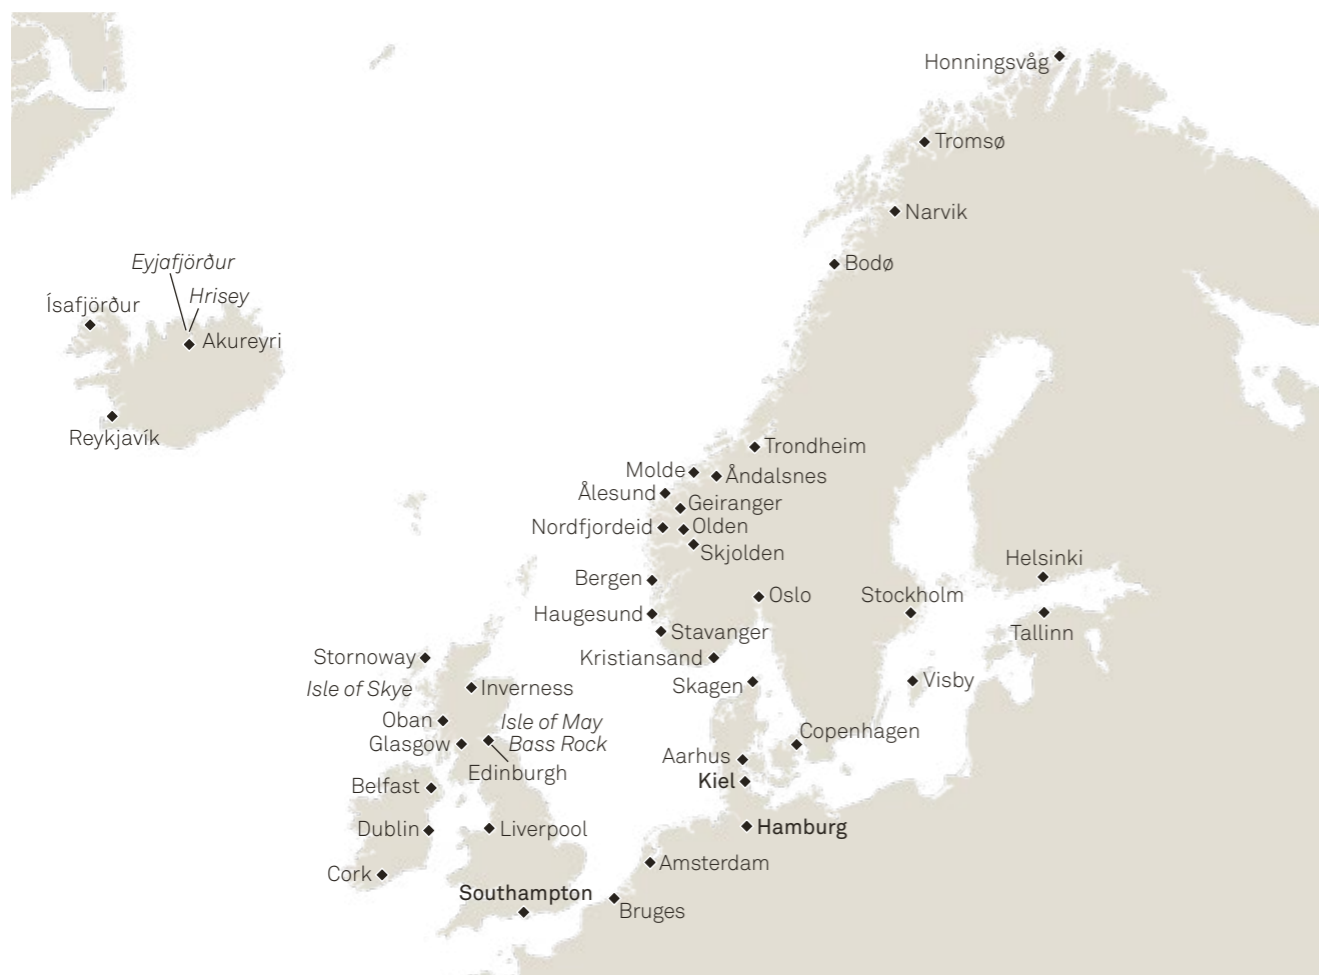 Honningsvåg
Tromsø
Narvik
Bodø
Eyjafjörður
Hrisey
Ísafjörður
Akureyri
Reykjavík
Trondheim
Molde
Åndalsnes
Ålesund
Geiranger
Nordfjordeid
Olden
Skjolden
Helsinki
Bergen
Oslo
Stockholm
Haugesund
Stavanger
Tallinn
Stornoway
Kristiansand
Isle of Skye
Inverness
Skagen
Visby
Oban
Isle of May
Copenhagen
Glasgow
Bass Rock
Aarhus
Edinburgh
Kiel
Belfast
Dublin
Liverpool
Hamburg
Amsterdam
Cork
Southampton
Bruges